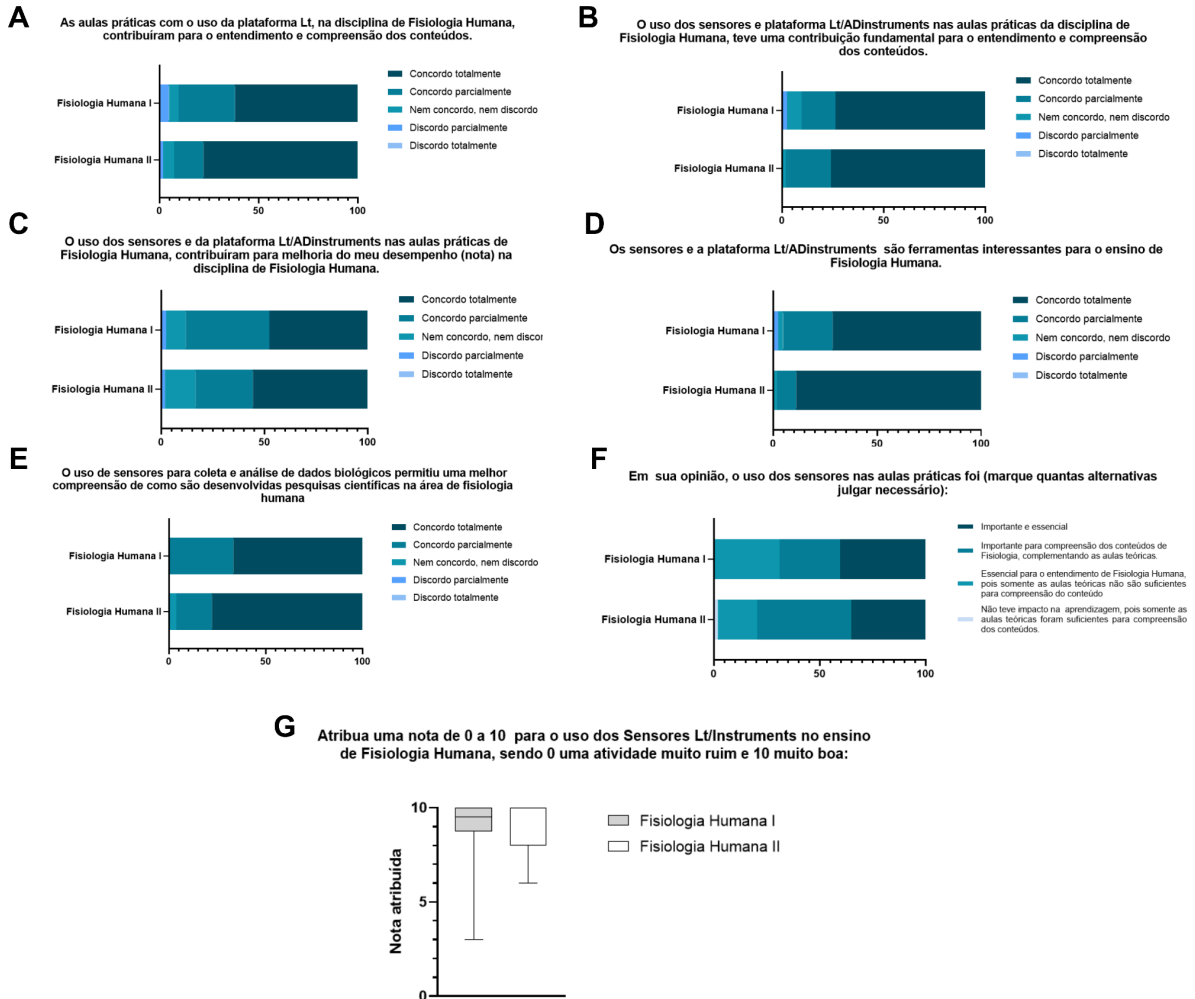 A
As aulas práticas com o uso da plataforma Lt, na disciplina de Fisiologia Humana,
contribuíram para o entendimento e compreensão dos conteúdos.
Concordo totalmente
Concordo parcialmente
Nem concordo, nem discordo
Discordo parcialmente
Discordo totalmente
Fisiologia Humana I
Fisiologia Humana II
0
50
100
B
O uso dos sensores e plataforma Lt/ADinstruments nas aulas práticas da disciplina de
Fisiologia Humana, teve uma contribuição fundamental para o entendimento e compreensão
dos conteúdos.
Concordo totalmente
Concordo parcialmente
Nem concordo, nem discordo
Discordo parcialmente
Discordo totalmente
Fisiologia Humana I
Fisiologia Humana II
0
50
100
C
O uso dos sensores e da plataforma Lt/ADinstruments nas aulas práticas de
Fisiologia Humana, contribuíram para melhoria do meu desempenho (nota) na
disciplina de Fisiologia Humana.
Concordo totalmente
Concordo parcialmente
Nem concordo, nem discor
Discordo parcialmente
Discordo totalmente
Fisiologia Humana I
Fisiologia Humana II
0
50
100
D
Os sensores e a plataforma Lt/ADinstruments são ferramentas interessantes para o ensino de
Fisiologia Humana.
Concordo totalmente
Concordo parcialmente
Nem concordo, nem discordo
Discordo parcialmente
Discordo totalmente
Fisiologia Humana I
Fisiologia Humana II
0
50
100
E
O uso de sensores para coleta e análise de dados biológicos permitiu uma melhor
compreensão de como são desenvolvidas pesquisas científicas na área de fisiologia
humana
Concordo totalmente
Concordo parcialmente
Nem concordo, nem discordo
Discordo parcialmente
Discordo totalmente
Fisiologia Humana I
Fisiologia Humana II
0
50
100
F
Em sua opinião, o uso dos sensores nas aulas práticas foi (marque quantas alternativas
julgar necessário):
Importante e essencial
Importante para compreensão dos conteúdos de
Fisiologia, complementando as aulas teóricas.
Essencial para o entendimento de Fisiologia Humana,
pois somente as aulas teóricas não são suficientes
para compreensão do conteúdo
Não teve impacto na aprendizagem, pois somente as
aulas teóricas foram suficientes para compreensão
dos conteúdos.
Fisiologia Humana I
Fisiologia Humana II
0
50
100
G
Atribua uma nota de 0 a 10 para o uso dos Sensores Lt/Instruments no ensino
de Fisiologia Humana, sendo 0 uma atividade muito ruim e 10 muito boa:
Nota atribuída
10
5
0
Fisiologia Humana I
Fisiologia Humana II